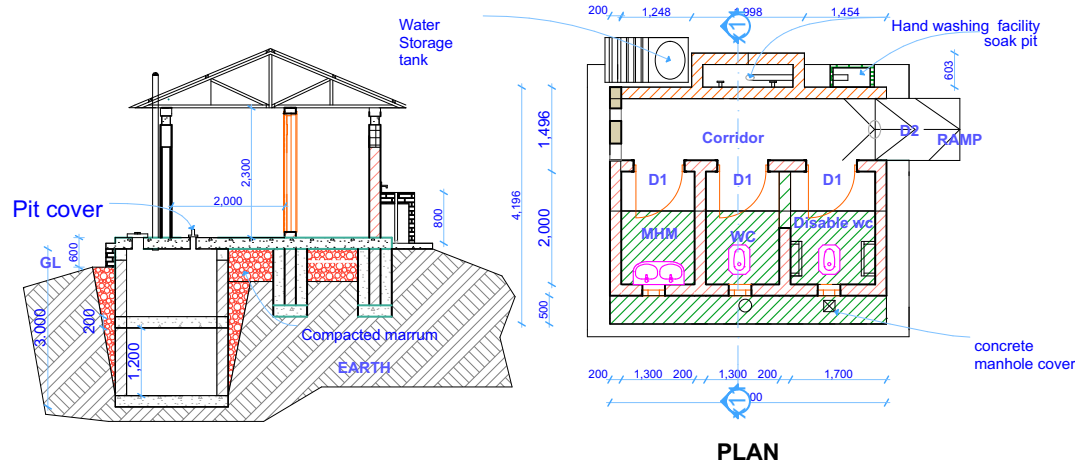 200
1,248
1,998
1,454
Water
Storage
tank
Hand washing facility
soak pit
603
2,300
2,000
800
Pit cover
600
GL
3,000
200
1,200
Compacted marrum
EARTH
1,496
4,196
2,000
500
Corridor
D2
RAMP
D1
D1
D1
MHM
WC
Disable wc
concrete
manhole cover
200
1,300
200
1,300
200
1,700
1
1
PLAN